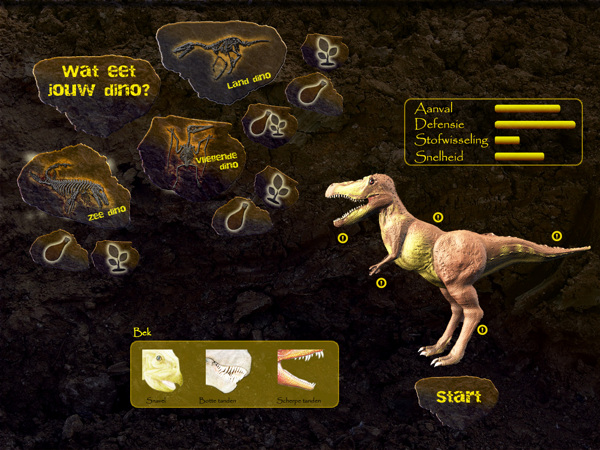 Wat eet
jouw dino?
Land dino
Vliegende
dino
zee dino
Aanval
Defensie
Stofwisseling
Snelheid
Bek
Snavel
Botte tanden
Scherpe tanden
start